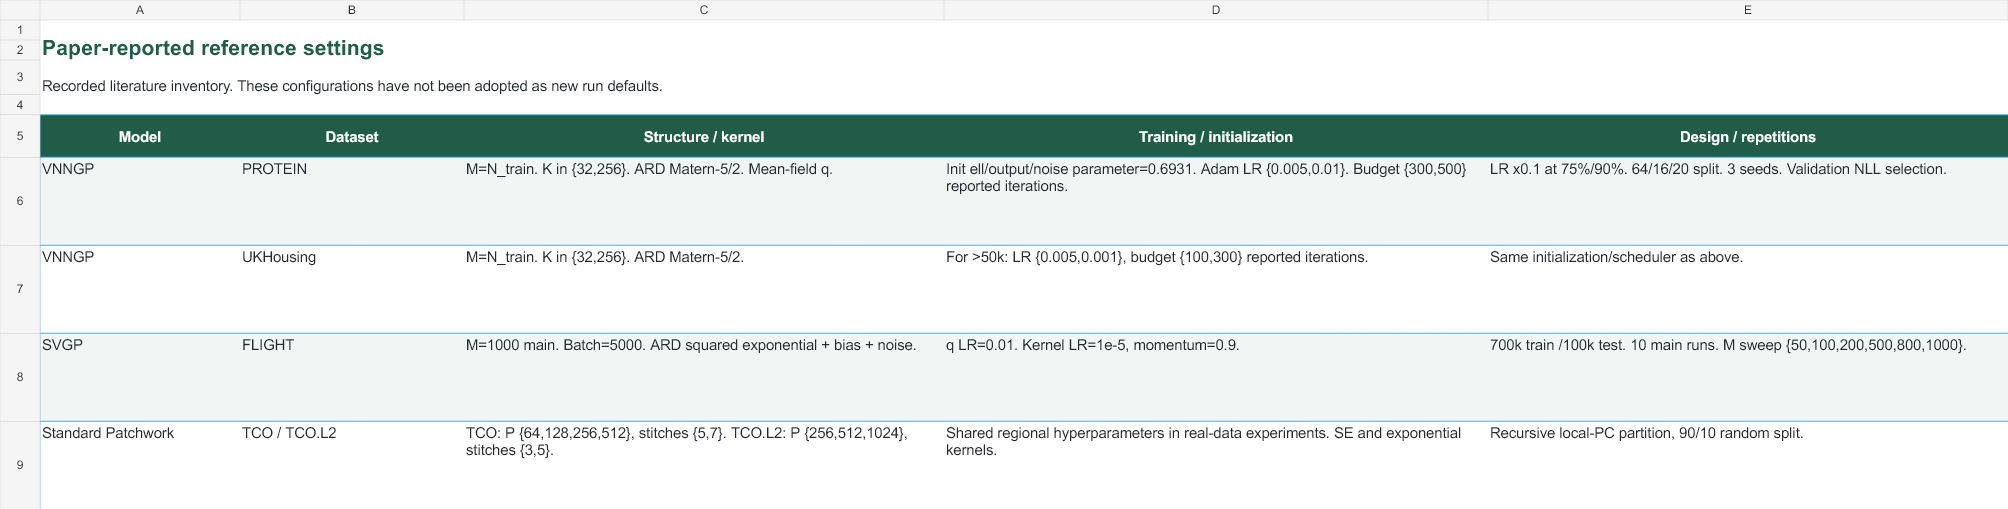 A B C D E
1
2 Paper-reported reference settings
3 Recorded literature inventory. These configurations have not been adopted as new run defaults.
4
5 Model Dataset Structure / kernel Training / initialization Design / repetitions
VNNGP PROTEIN M=N_train. K in {32,256}. ARD Matern-5/2. Mean-field q. Init ell/output/noise parameter=0.6931. Adam LR {0.005,0.01}. Budget {300,500} LR x0.1 at 75%/90%. 64/16/20 split. 3 seeds. Validation NLL selection.
reported iterations.
6
VNNGP UKHousing M=N_train. K in {32,256}. ARD Matern-5/2. For >50k: LR {0.005,0.001}, budget {100,300} reported iterations. Same initialization/scheduler as above.
7
SVGP FLIGHT M=1000 main. Batch=5000. ARD squared exponential + bias + noise. q LR=0.01. Kernel LR=1e-5, momentum=0.9. 700k train /100k test. 10 main runs. M sweep {50,100,200,500,800,1000}.
8
Standard Patchwork TCO / TCO.L2 TCO: P {64,128,256,512}, stitches {5,7}. TCO.L2: P {256,512,1024}, Shared regional hyperparameters in real-data experiments. SE and exponential Recursive local-PC partition, 90/10 random split.
stitches {3,5}. kernels.
9